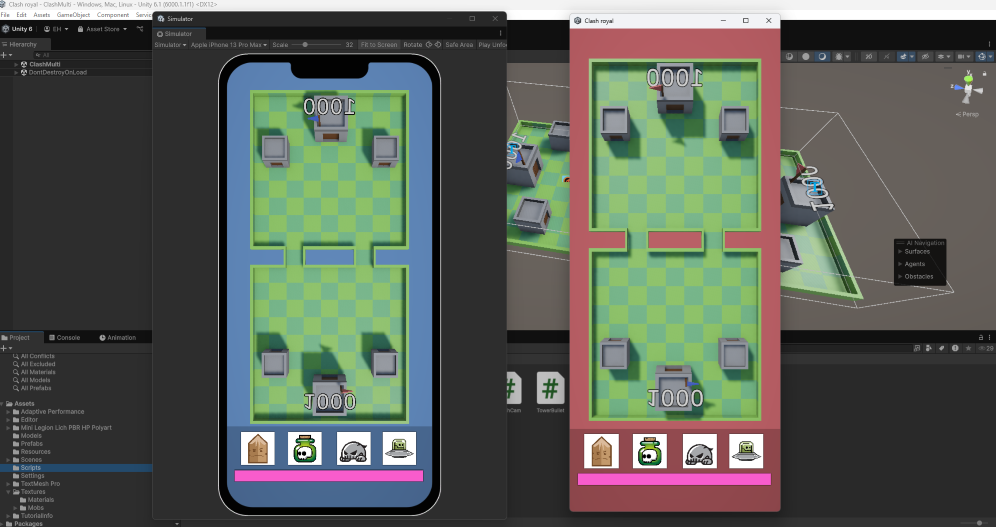 Clash royal - ClashMulti - Windows, Mac, Linux - Unity 6.1 (6000.1.1f1) <DX12>
File Edit Assets GameObject Component Servic
Unity 6 EH Asset Store
Hierarchy
All
ClashMulti
DontDestroyOnLoad
Simulator
Simulator
Simulator Apple iPhone 13 Pro Max Scale 32 Fit to Screen Rotate Safe Area Play Unfo
1000
1000
Clash royal
1000
1000
1000
y
z
Persp
AI Navigation
Surfaces
Agents
Obstacles
Project Console Animation
29
All Conflicts
All Excluded
All Materials
All Models
All Prefabs
Assets
Adaptive Performance
Editor
Mini Legion Lich PBR HP Polyart
Models
Prefabs
Resources
Scenes
Scripts
Settings
TextMesh Pro
Textures
Materials
Mobs
TutorialInfo
Packages
#
#
hCam
TowerBullet